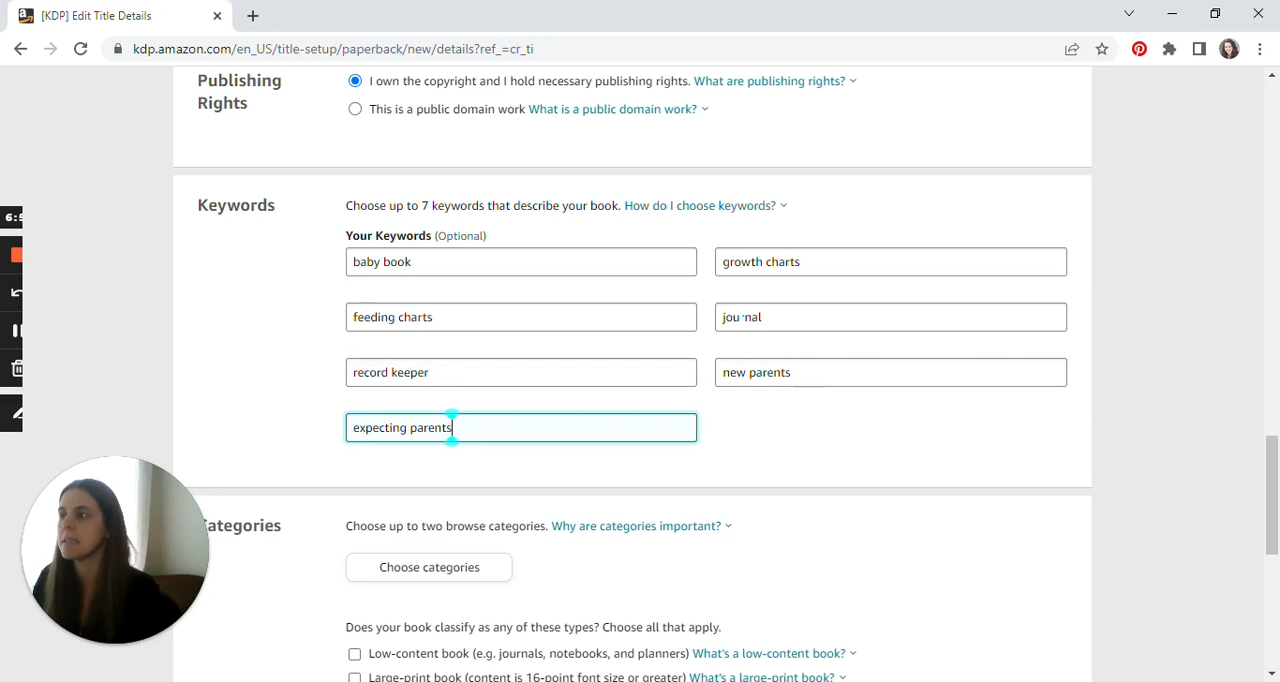 [KDP] Edit Title Details
kdp.amazon.com/en_US/title-setup/paperback/new/details?ref_=cr_ti
Publishing Rights
I own the copyright and I hold necessary publishing rights. What are publishing rights?
This is a public domain work What is a public domain work?
6:5
Keywords
Choose up to 7 keywords that describe your book. How do I choose keywords?
Your Keywords (Optional)
baby book
growth charts
feeding charts
journal
record keeper
new parents
expecting parents
ategories
Choose up to two browse categories. Why are categories important?
Choose categories
Does your book classify as any of these types? Choose all that apply.
Low-content book (e.g. journals, notebooks, and planners) What's a low-content book?
Large-print book (content is 16-point font size or greater) What's a large-print book?